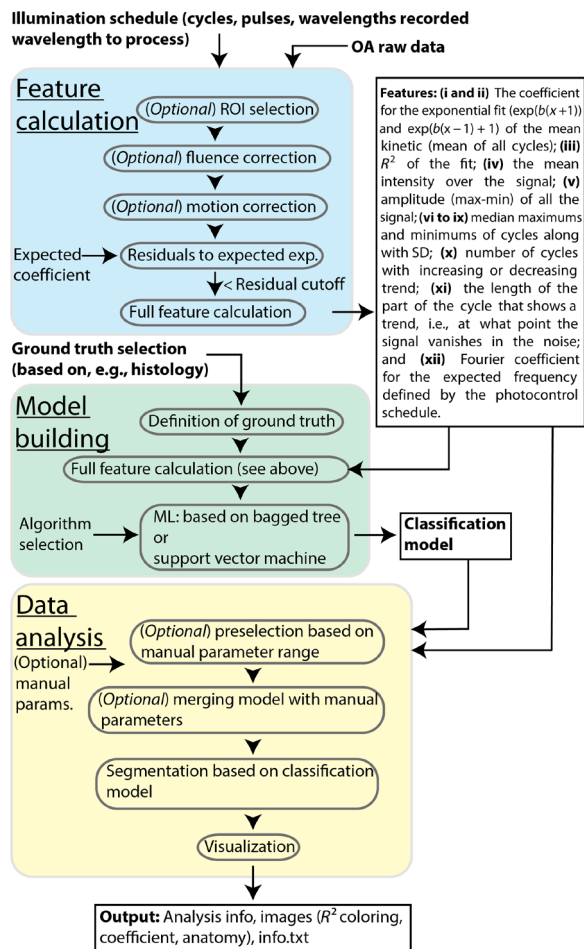 Illumination schedule (cycles, pulses, wavelengths recorded
wavelength to process)
OA raw data
Feature
calculation
(Optional) ROI selection
(Optional) fluence correction
(Optional) motion correction
Expected
coefficient
Residuals to expected exp.
< Residual cutoff
Full feature calculation
Features: (i and ii) The coefficient
for the exponential fit (exp(b(x+1))
and exp(b(x−1)+1) of the mean
kinetic (mean of all cycles); (iii)
R² of the fit; (iv) the mean
intensity over the signal; (v)
amplitude (max-min) of all the
signal; (vi to ix) median maximums
and minimums of cycles along
with SD; (x) number of cycles
with increasing or decreasing
trend; (xi) the length of the
part of the cycle that shows a
trend, i.e., at what point the
signal vanishes in the noise;
and (xii) Fourier coefficient
for the expected frequency
defined by the photocontrol
schedule.
Ground truth selection
(based on, e.g., histology)
Model
building
Definition of ground truth
Full feature calculation (see above)
Algorithm
selection
ML: based on bagged tree
or
support vector machine
Classification
model
Data
analysis
(Optional)
manual
params.
(Optional) preselection based on
manual parameter range
(Optional) merging model with manual
parameters
Segmentation based on classification
model
Visualization
Output: Analysis info, images (R² coloring,
coefficient, anatomy), info.txt